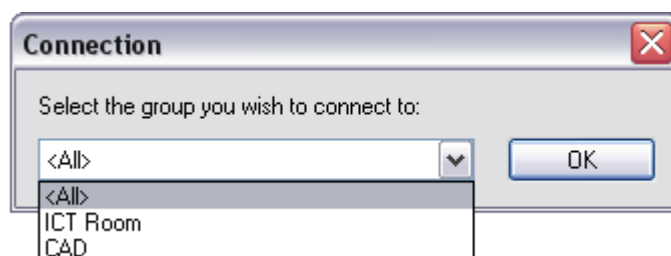 Connection
Select the group you wish to connect to:
<All>
OK
<All>
ICT Room
CAD